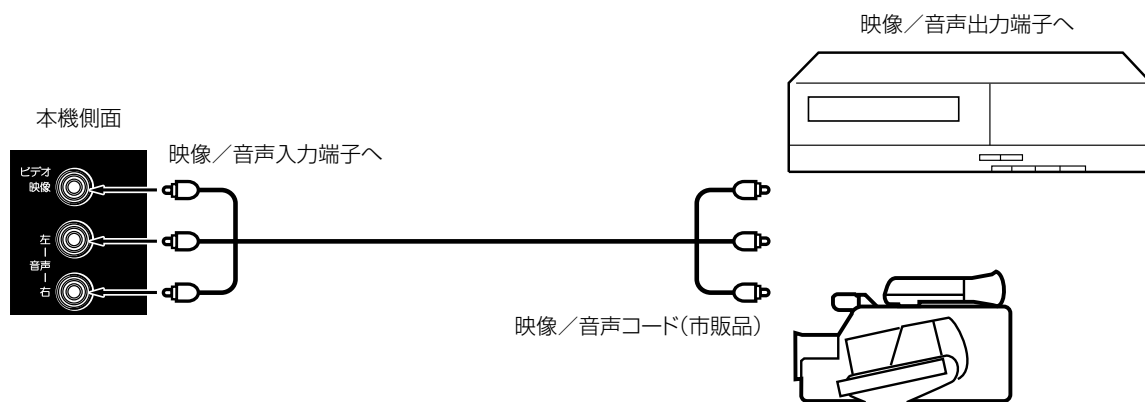 映像／音声出力端子へ
本機側面
映像／音声入力端子へ
ビデオ
映像
左
音声
右
映像／音声コード（市販品）